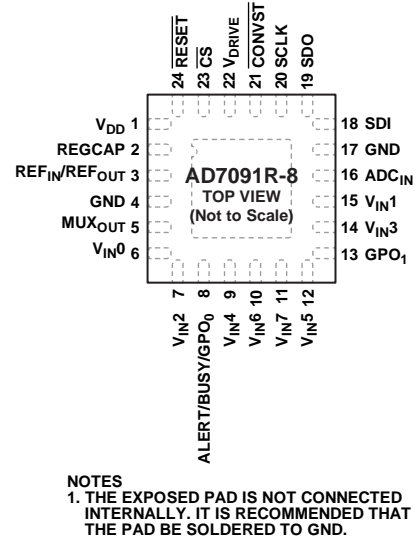 24 RESET
23 CS
22 VDRIVE
21 CONVST
20 SCLK
19 SDO
VDD 1
REGCAP 2
REFIN/REFOUT 3
GND 4
MUXOUT 5
VIN0 6
AD7091R-8
TOP VIEW
(Not to Scale)
18 SDI
17 GND
16 ADCIN
15 VIN1
14 VIN3
13 GPO1
VIN2 7
ALERT/BUSY/GPO0 8
VIN4 9
VIN6 10
VIN7 11
VIN5 12
NOTES
1. THE EXPOSED PAD IS NOT CONNECTED
INTERNALLY. IT IS RECOMMENDED THAT
THE PAD BE SOLDERED TO GND.